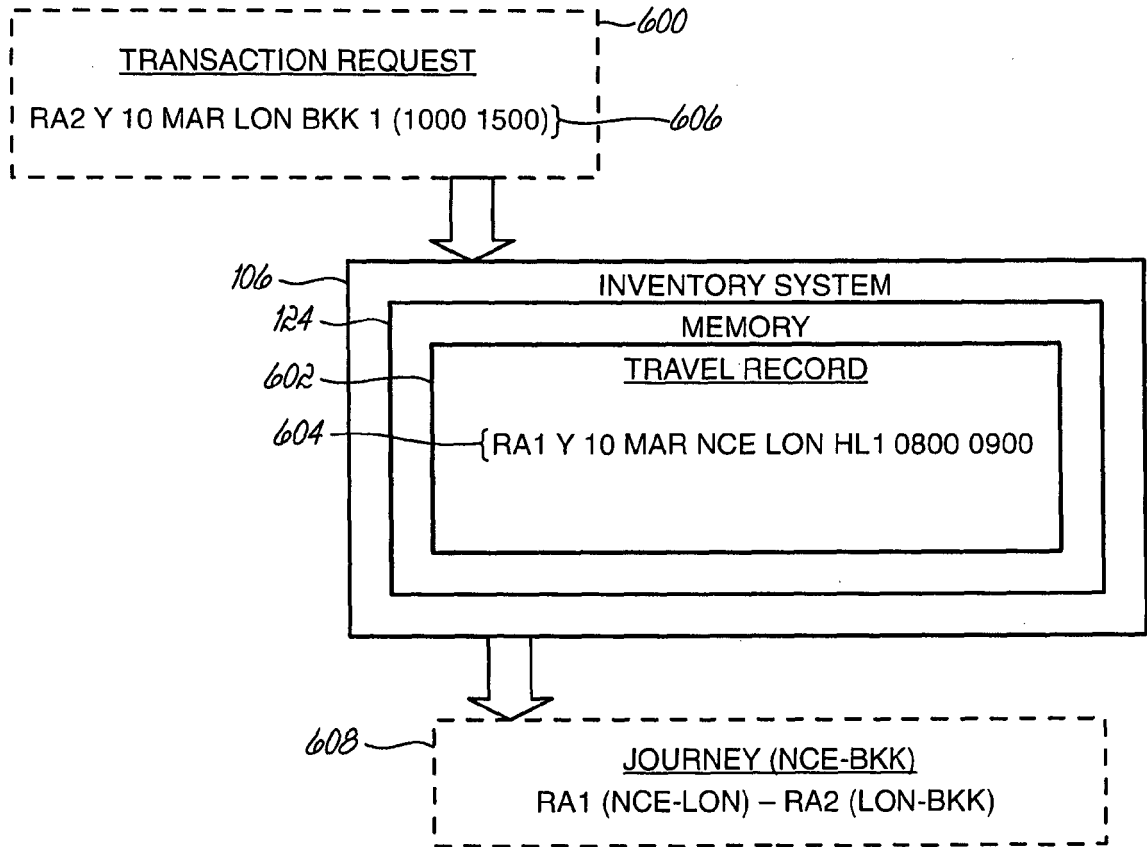 600
TRANSACTION REQUEST
RA2 Y 10 MAR LON BKK 1 (1000 1500)} 606
106
INVENTORY SYSTEM
124
MEMORY
602
TRAVEL RECORD
604
{RA1 Y 10 MAR NCE LON HL1 0800 0900
608
JOURNEY (NCE-BKK)
RA1 (NCE-LON) – RA2 (LON-BKK)